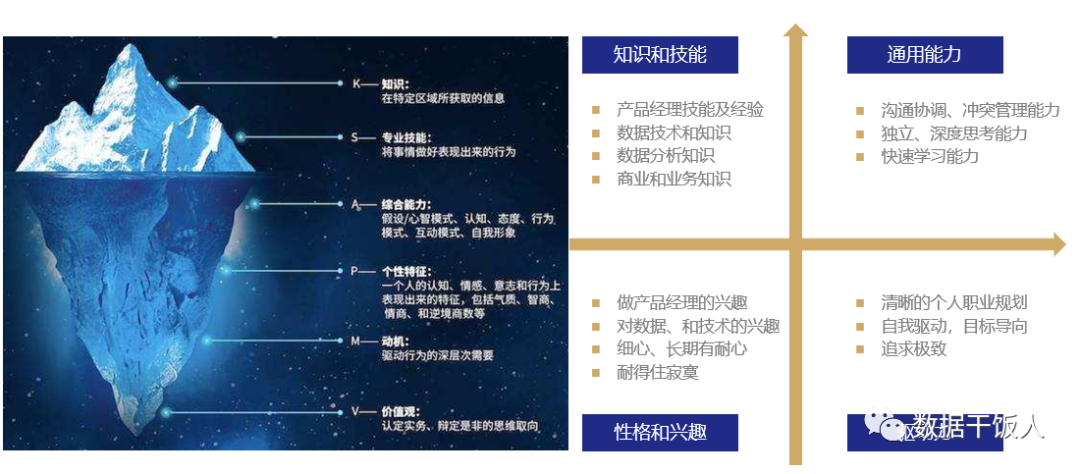 K— 知识:
在特定区域所获取的信息
S— 专业技能:
将事情做好表现出来的行为
A— 综合能力:
假设/心智模式、认知、态度、行为
模式、互动模式、自我形象
P— 个性特征:
一个人的认知、情感、意志和行为上
表现出来的特征，包括气质、智商、
情商、和逆境商数等
M— 动机:
驱动行为的深层次需要
V— 价值观:
认定实务、辩定是非的思维取向
知识和技能
产品经理技能及经验
数据技术和知识
数据分析知识
商业和业务知识
通用能力
沟通协调、冲突管理能力
独立、深度思考能力
快速学习能力
做产品经理的兴趣
对数据、和技术的兴趣
细心、长期有耐心
耐得住寂寞
性格和兴趣
清晰的个人职业规划
自我驱动，目标导向
追求极致
数据干饭人